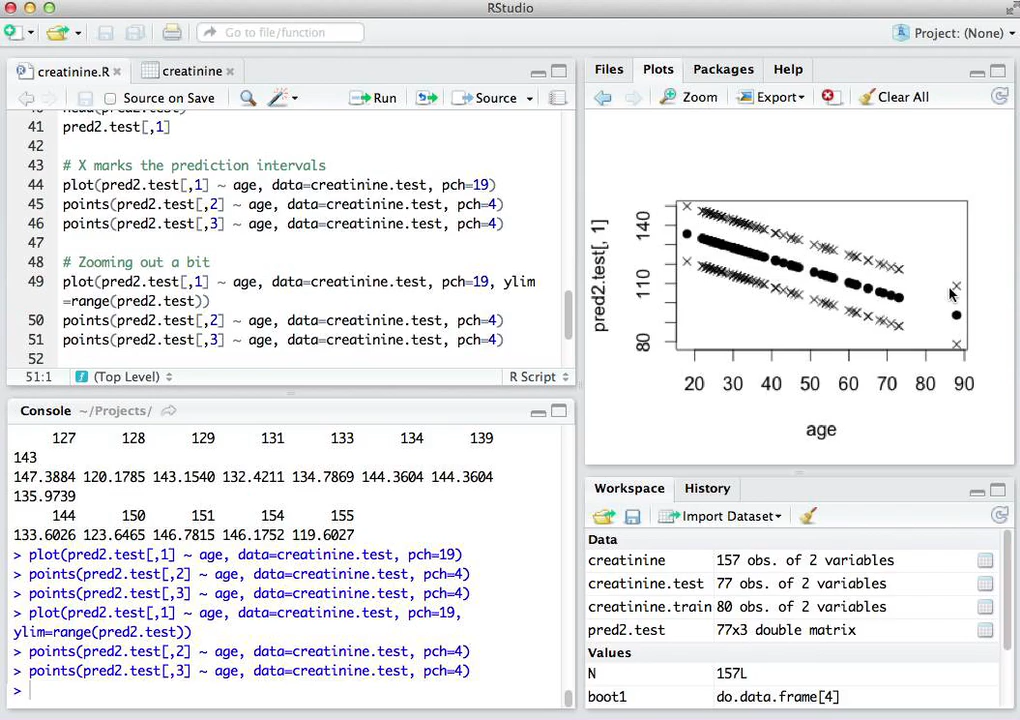 RStudio
Go to file/function
Project: (None)
creatinine.R
creatinine
Source on Save
Run
Source
41 pred2.test[,1]
42
43 # X marks the prediction intervals
44 plot(pred2.test[,1] ~ age, data=creatinine.test, pch=19)
45 points(pred2.test[,2] ~ age, data=creatinine.test, pch=4)
46 points(pred2.test[,3] ~ age, data=creatinine.test, pch=4)
47
48 # Zooming out a bit
49 plot(pred2.test[,1] ~ age, data=creatinine.test, pch=19, ylim
=range(pred2.test))
50 points(pred2.test[,2] ~ age, data=creatinine.test, pch=4)
51 points(pred2.test[,3] ~ age, data=creatinine.test, pch=4)
52
51:1 (Top Level) R Script
Console ~/Projects/
127 128 129 131 133 134 139
143
147.3884 120.1785 143.1540 132.4211 134.7869 144.3604 144.3604
135.9739
144 150 151 154 155
133.6026 123.6465 146.7815 146.1752 119.6027
> plot(pred2.test[,1] ~ age, data=creatinine.test, pch=19)
> points(pred2.test[,2] ~ age, data=creatinine.test, pch=4)
> points(pred2.test[,3] ~ age, data=creatinine.test, pch=4)
> plot(pred2.test[,1] ~ age, data=creatinine.test, pch=19,
ylim=range(pred2.test))
> points(pred2.test[,2] ~ age, data=creatinine.test, pch=4)
> points(pred2.test[,3] ~ age, data=creatinine.test, pch=4)
>
Files Plots Packages Help
Zoom Export Clear All
pred2.test[, 1]
140
110
80
20 30 40 50 60 70 80 90
age
Workspace History
Import Dataset
Data
creatinine 157 obs. of 2 variables
creatinine.test 77 obs. of 2 variables
creatinine.train 80 obs. of 2 variables
pred2.test 77x3 double matrix
Values
N 157L
boot1 do.data.frame[4]